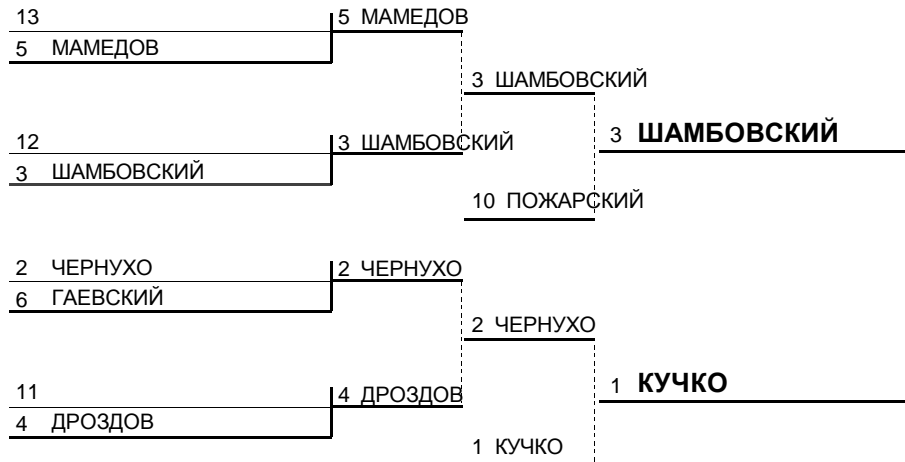 13
5 МАМЕДОВ
5 МАМЕДОВ
3 ШАМБОВСКИЙ
12
3 ШАМБОВСКИЙ
3 ШАМБОВСКИЙ
3 ШАМБОВСКИЙ
10 ПОЖАРСКИЙ
2 ЧЕРНУХО
6 ГАЕВСКИЙ
2 ЧЕРНУХО
2 ЧЕРНУХО
11
4 ДРОЗДОВ
4 ДРОЗДОВ
1 КУЧКО
1 КУЧКО